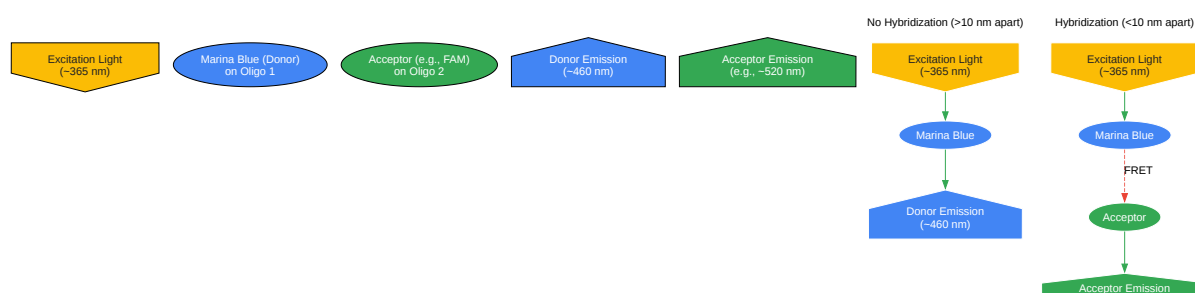 Excitation Light
(~365 nm)
Marina Blue (Donor)
on Oligo 1
Acceptor (e.g., FAM)
on Oligo 2
Donor Emission
(~460 nm)
Acceptor Emission
(e.g., ~520 nm)
No Hybridization (>10 nm apart)
Excitation Light
(~365 nm)
Marina Blue
Donor Emission
(~460 nm)
Hybridization (<10 nm apart)
Excitation Light
(~365 nm)
Marina Blue
FRET
Acceptor
Acceptor Emission